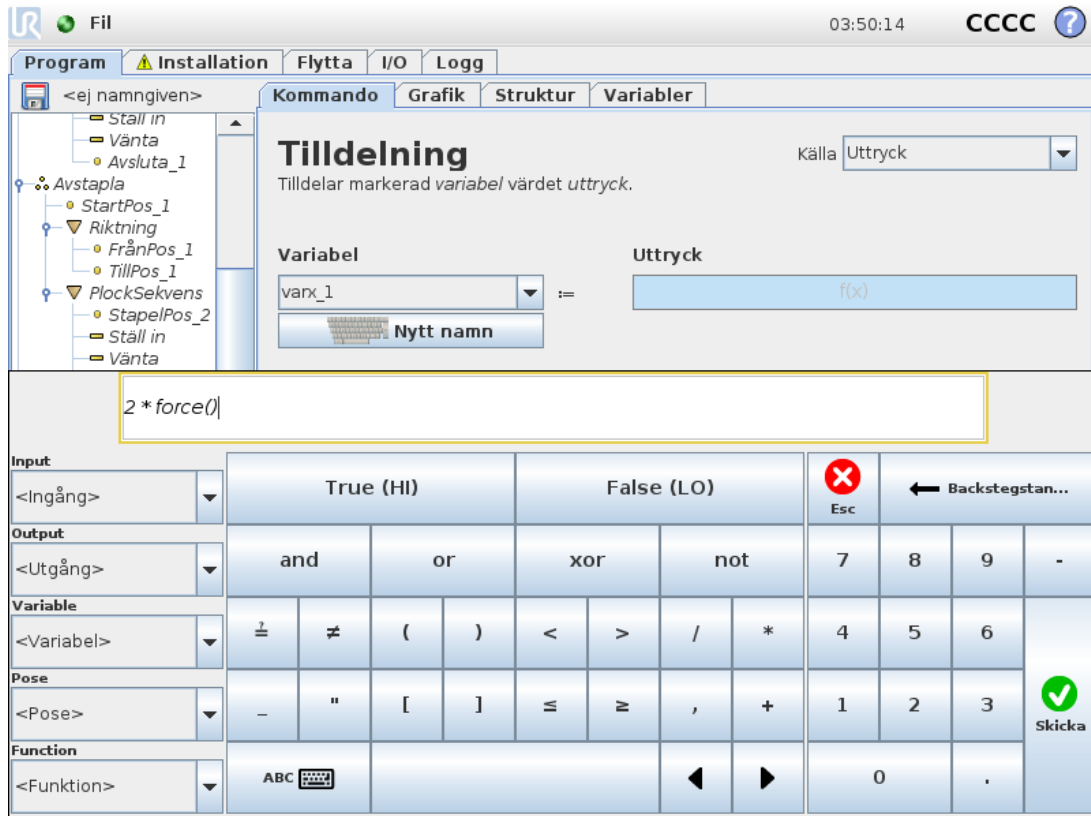 UR Fil 03:50:14 CCCC ?
Program Installation Flytta I/O Logg
<ej namngiven> Kommando Grafik Struktur Variabler
Ställ in
Vänta
Avsluta_1
Avstapla
StartPos_1
Riktning
FrånPos_1
TillPos_1
PlockSekvens
StapelPos_2
Ställ in
Vänta
Tilldelning
Källa Uttryck
Tilldelar markerad variabel värdet uttryck.
Variabel Uttryck
varx_1 := f(x)
Nytt namn
2 * force()
Input
<Ingång>
Output
<Utgång>
Variable
<Variabel>
Pose
<Pose>
Function
<Funktion>
True (HI) False (LO) Esc Backstegstan...
and or xor not 7 8 9 -
≟ ≠ ( ) < > / * 4 5 6
_ " [ ] ≤ ≥ , + 1 2 3 Skicka
ABC 0 .